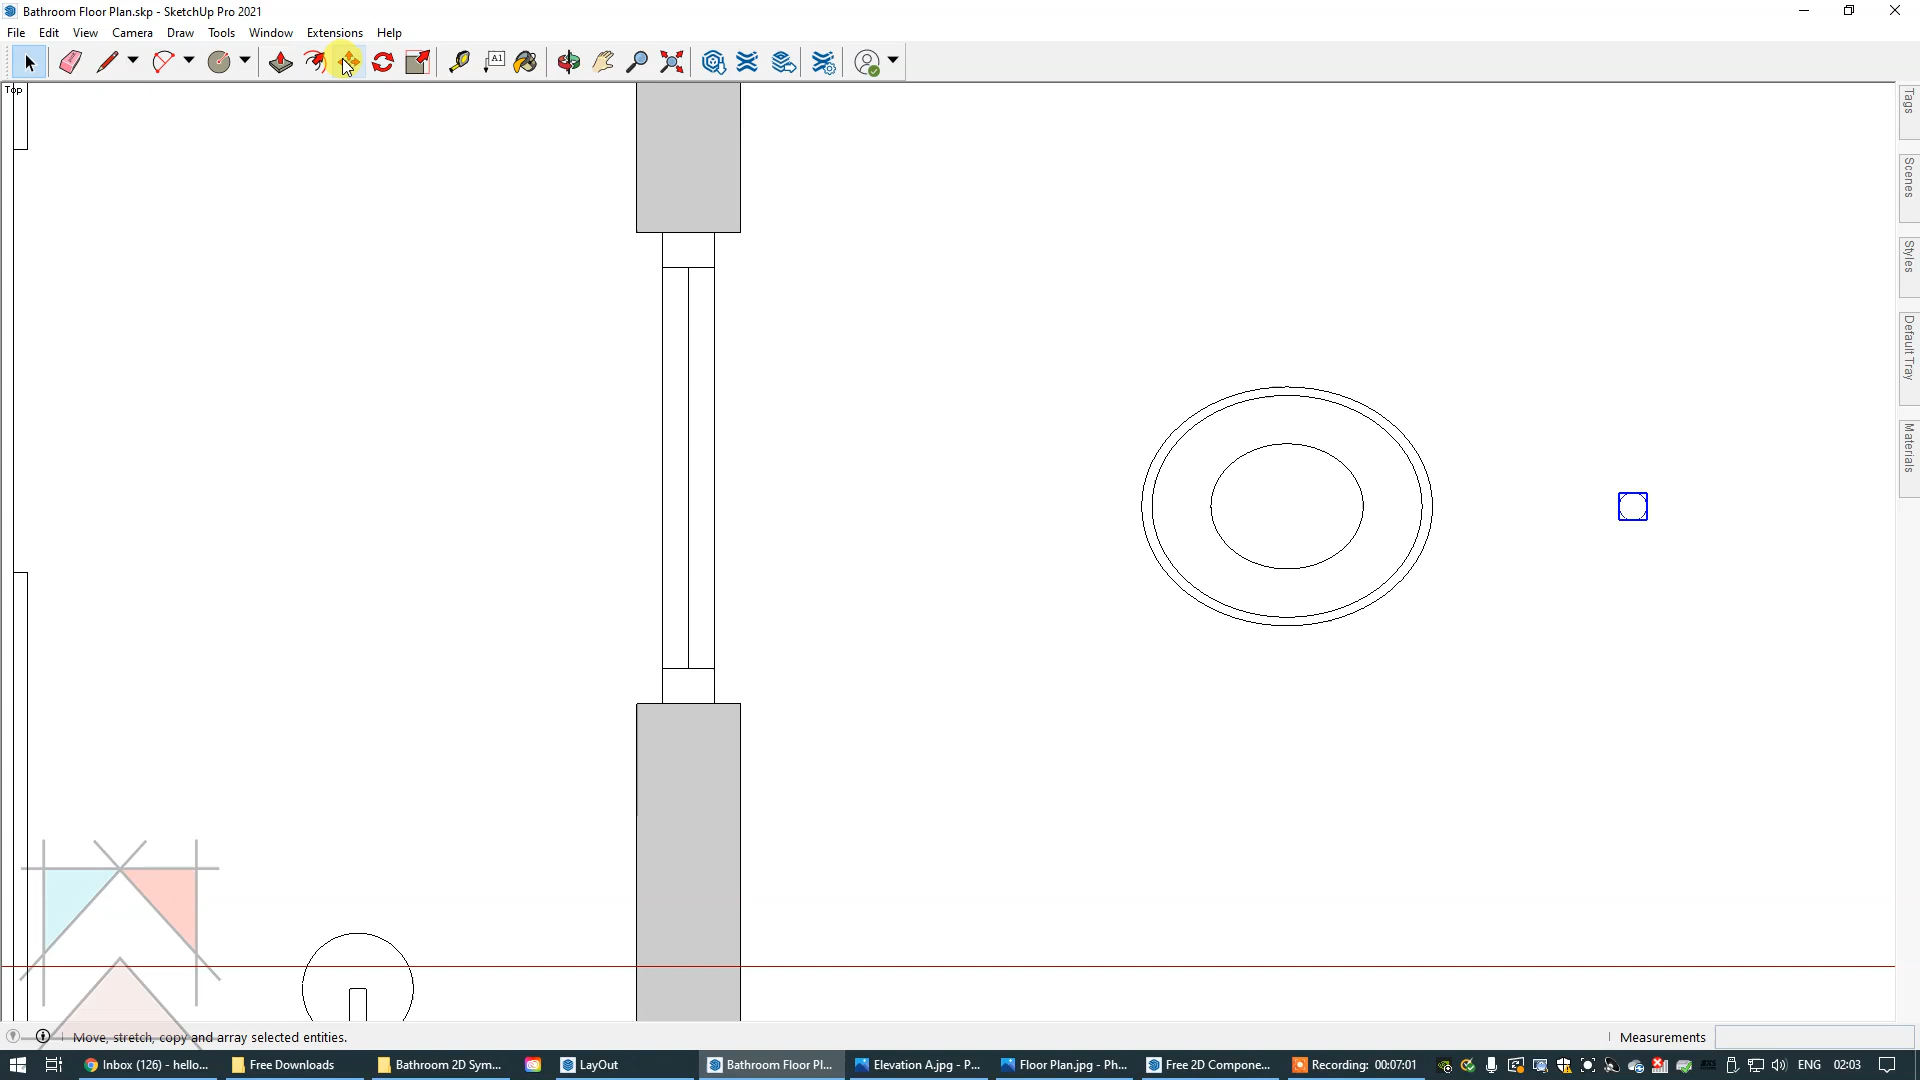 Bathroom Floor Plan.skp - SketchUp Pro 2021
File Edit View Camera Draw Tools Window Extensions Help
A1
Top
Tags
Scenes
Styles
Default Tray
Materials
Move, stretch, copy and array selected entities.
Measurements
Inbox (126) - hello... Free Downloads Bathroom 2D Sym... LayOut Bathroom Floor Pl... Elevation A.jpg - P... Floor Plan.jpg - Ph... Free 2D Compone... Recording: 00:07:01 ENG 02:03